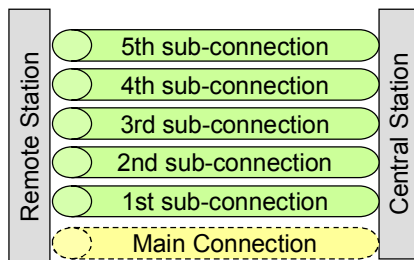 Remote Station
5th sub-connection
4th sub-connection
3rd sub-connection
2nd sub-connection
1st sub-connection
Main Connection
Central Station